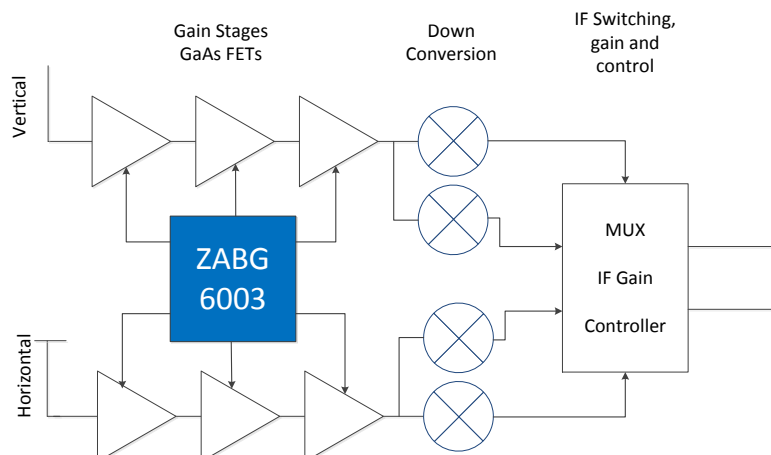 Gain Stages
GaAs FETs
Down
Conversion
IF Switching,
gain and
control
Vertical
ZABG
6003
MUX
IF Gain
Controller
Horizontal